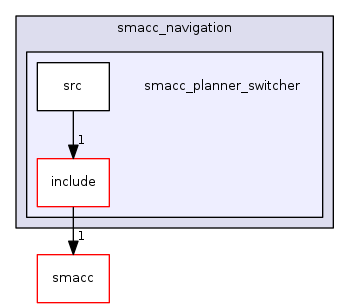 smacc_navigation
src
smacc_planner_switcher
1
include
1
smacc